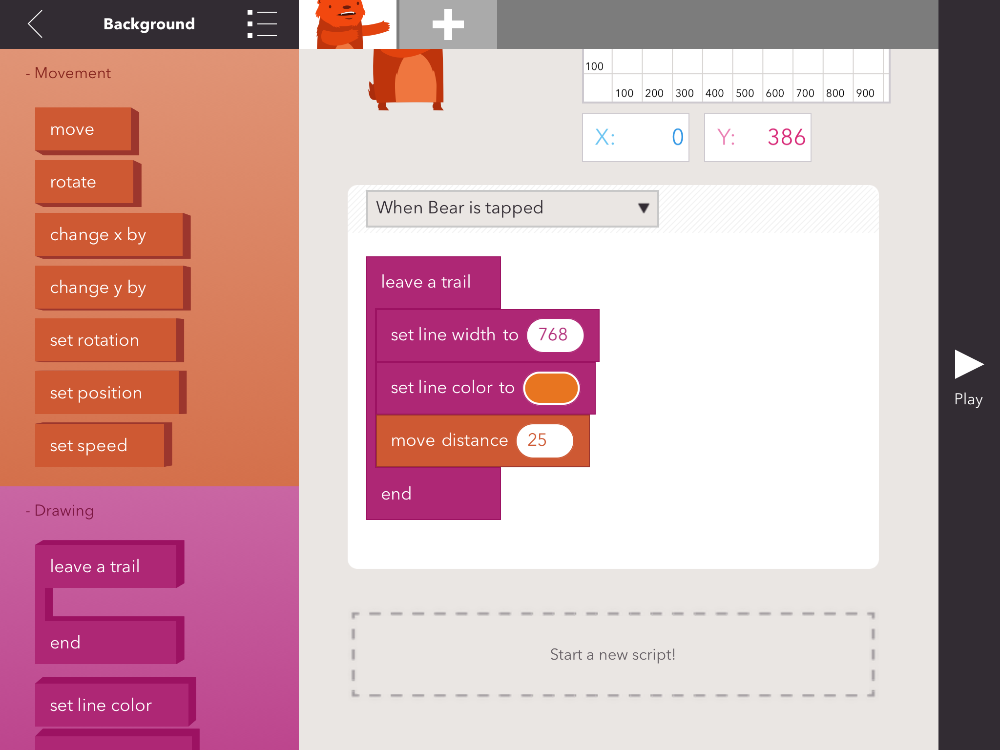 Background
- Movement
move
rotate
change x by
change y by
set rotation
set position
set speed
- Drawing
leave a trail
end
set line color
100
100 200 300 400 500 600 700 800 900
X: 0 Y: 386
When Bear is tapped
leave a trail
set line width to 768
set line color to
move distance 25
end
Start a new script!
Play